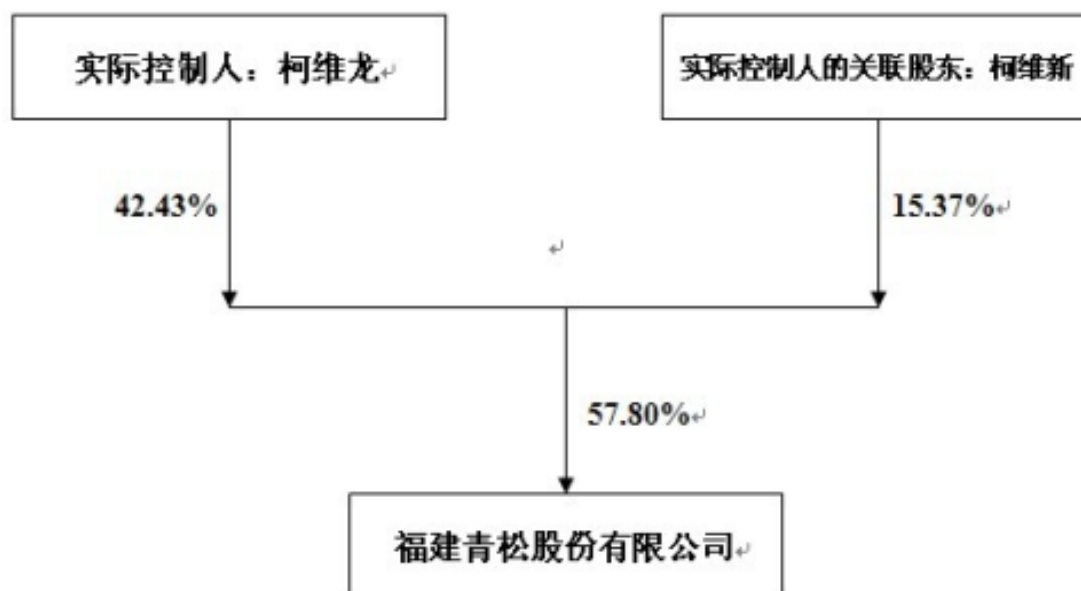 实际控制人：柯维龙
实际控制人的关联股东：柯维新
42.43%
15.37%
57.80%
福建青松股份有限公司